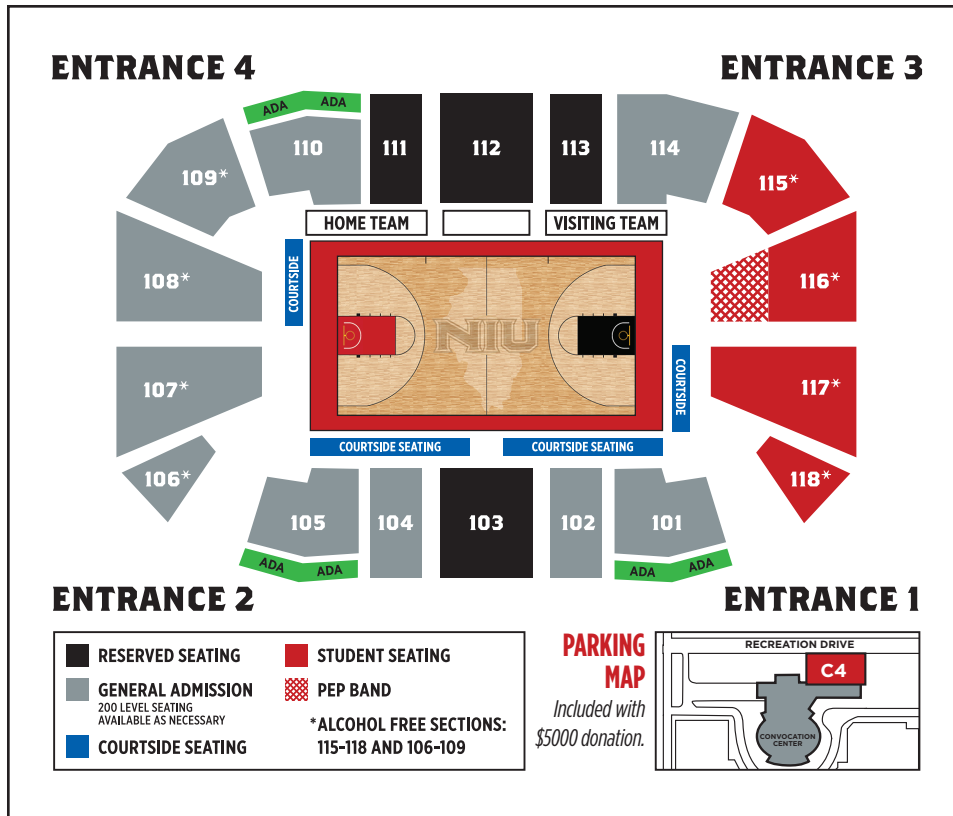 ENTRANCE 4
ENTRANCE 3
ADA
ADA
109*
110
111
112
113
114
115*
HOME TEAM
VISITING TEAM
108*
COURTSIDE
NIU
116*
107*
COURTSIDE
117*
106*
COURTSIDE SEATING
COURTSIDE SEATING
118*
105
104
103
102
101
ADA
ADA
ADA
ADA
ENTRANCE 2
ENTRANCE 1
RESERVED SEATING
GENERAL ADMISSION
200 LEVEL SEATING
AVAILABLE AS NECESSARY
COURTSIDE SEATING
STUDENT SEATING
PEP BAND
*ALCOHOL FREE SECTIONS:
115-118 AND 106-109
PARKING
MAP
Included with
$5000 donation.
RECREATION DRIVE
C4
CONVOCATION
CENTER